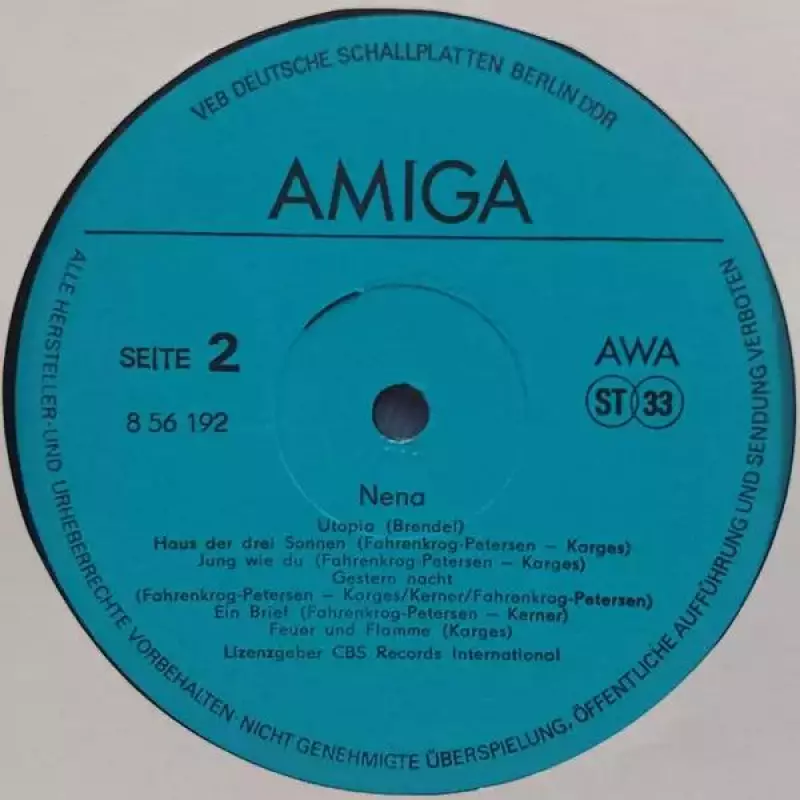 VEB DEUTSCHE SCHALLPLATTEN BERLIN DDR
AMIGA
SEITE 2
8 56 192
AWA
ST 33
Nena
Utopia (Brendel)
Haus der drei Sonnen (Fahrenkrog-Petersen – Karges)
Jung wie du (Fahrenkrog-Petersen – Karges)
Gestern nacht
(Fahrenkrog-Petersen – Karges/Kerner/Fahrenkrog-Petersen)
Ein Brief (Fahrenkrog-Petersen – Kerner)
Feuer und Flamme (Karges)
Lizenzgeber CBS Records International
ALLE HERSTELLER- UND URHEBERRECHTE VORBEHALTEN · NICHT GENEHMIGTE ÜBERSPIELUNG, ÖFFENTLICHE AUFFÜHRUNG UND SENDUNG VERBOTEN